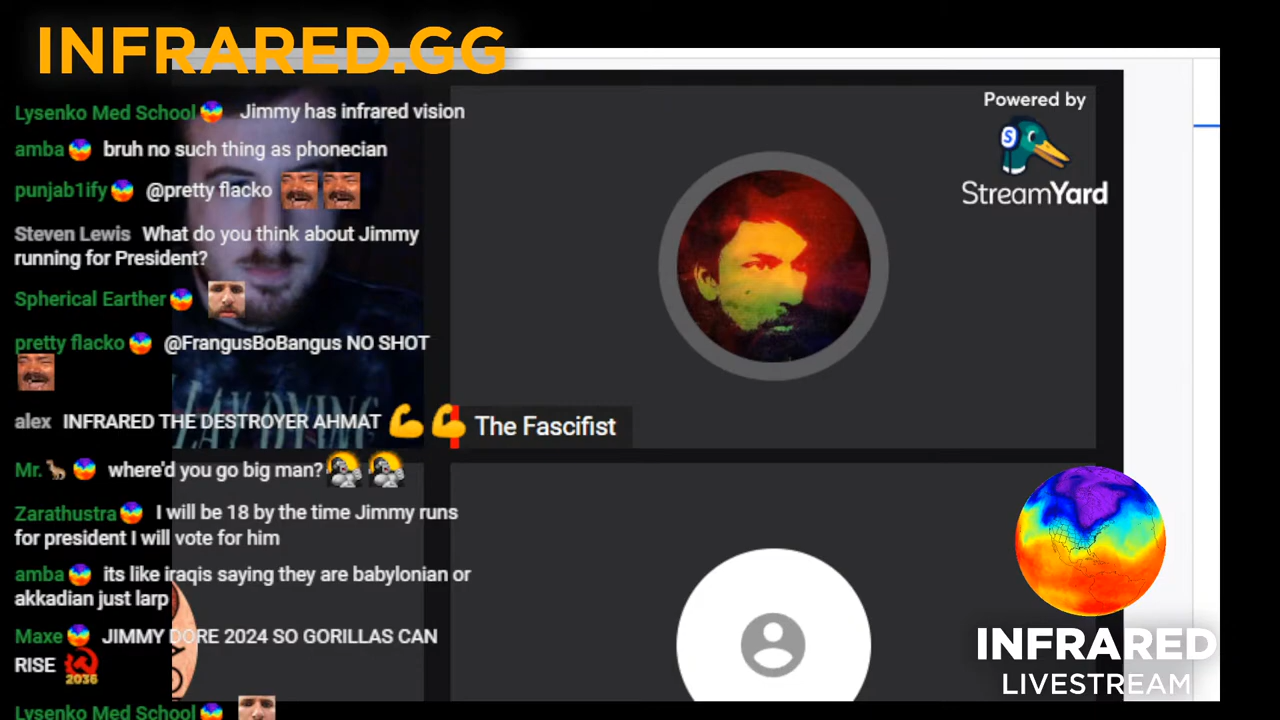 INFRARED.GG
Powered by
S
StreamYard
Lysenko Med School Jimmy has infrared vision
amba bruh no such thing as phonecian
punjab1ify @pretty flacko
Steven Lewis What do you think about Jimmy
running for President?
Spherical Earther
pretty flacko @FrangusBoBangus NO SHOT
alex INFRARED THE DESTROYER AHMAT
The Fascifist
Mr. where'd you go big man?
Zarathustra I will be 18 by the time Jimmy runs
for president I will vote for him
amba its like iraqis saying they are babylonian or
akkadian just larp
Maxe JIMMY DORE 2024 SO GORILLAS CAN
RISE 2036
Lysenko Med School
INFRARED
LIVESTREAM